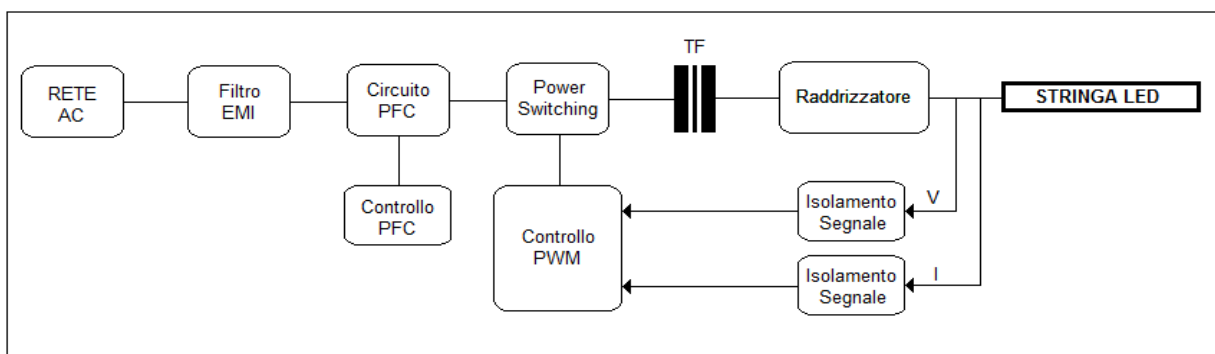 TF
RETE
AC
Filtro
EMI
Circuito
PFC
Power
Switching
Raddrizzatore
STRINGA LED
Controllo
PFC
Controllo
PWM
Isolamento
Segnale
V
Isolamento
Segnale
I